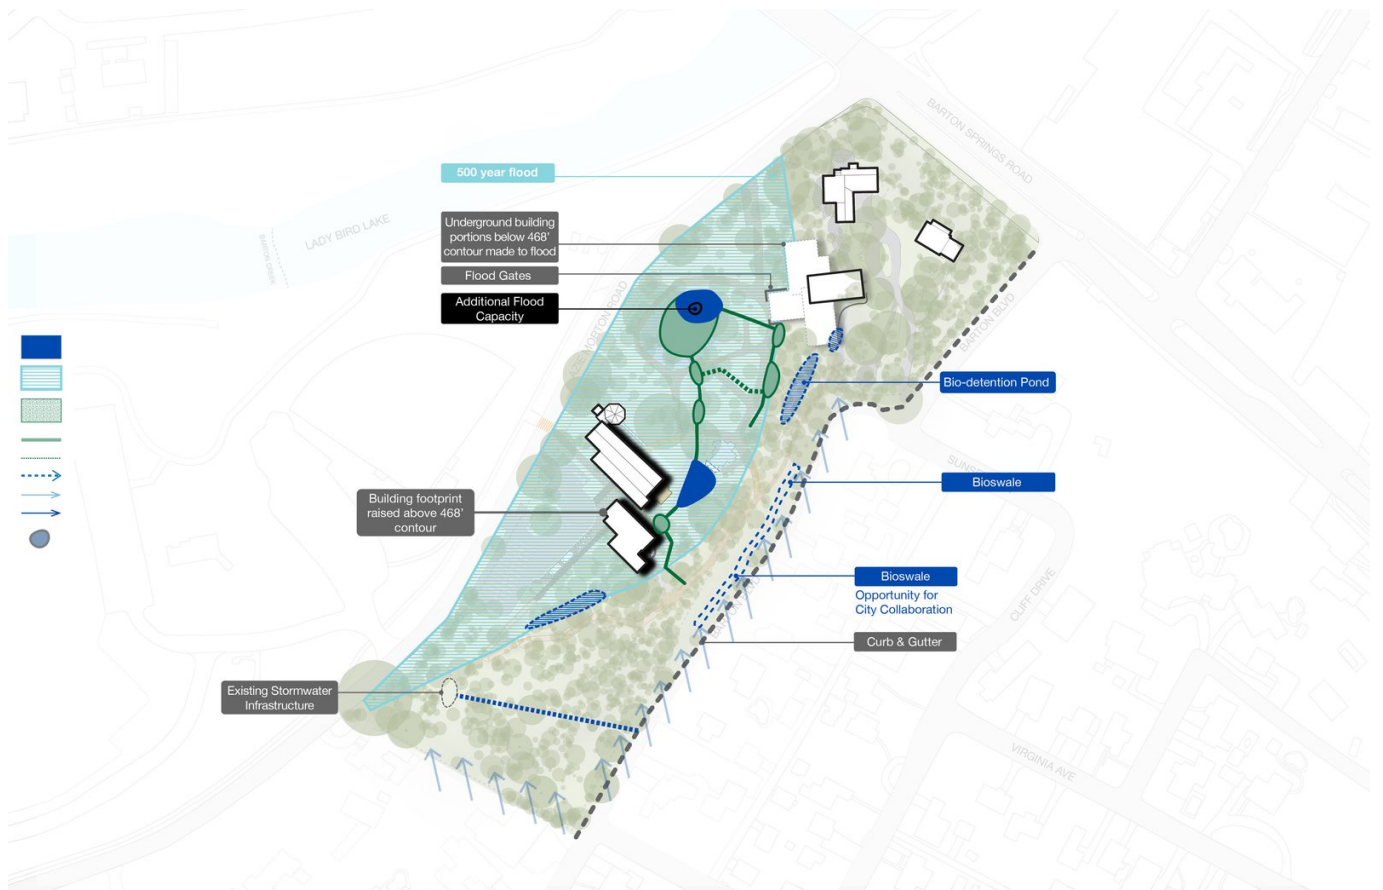 BARTON SPRINGS ROAD
500 year flood
LADY BIRD LAKE
BARTON CREEK
Underground building
portions below 468'
contour made to flood
Flood Gates
Additional Flood
Capacity
BARTON BLVD
Bio-detention Pond
Bioswale
Building footprint
raised above 468'
contour
Bioswale
Opportunity for
City Collaboration
CLIFF DRIVE
Curb & Gutter
Existing Stormwater
Infrastructure
VIRGINIA AVE